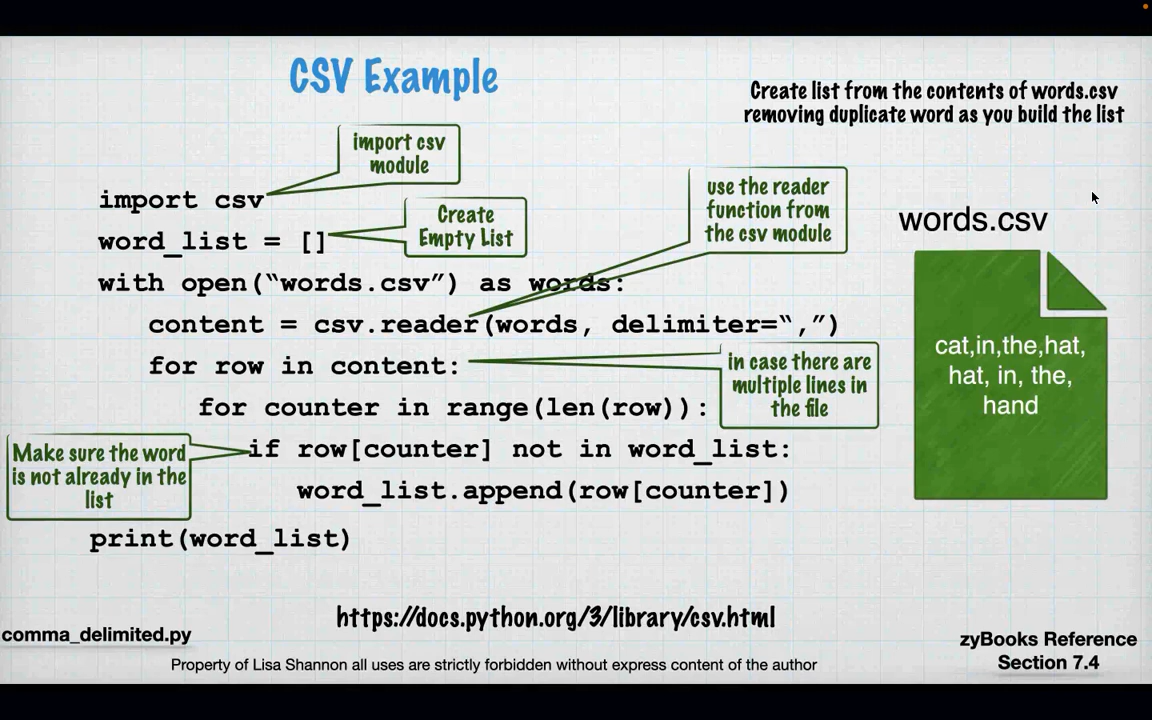 CSV Example
Create list from the contents of words.csv
removing duplicate word as you build the list
import csv
module
import csv
Create
Empty List
word_list = []
use the reader
function from
the csv module
with open(“words.csv”) as words:
content = csv.reader(words, delimiter=“,”)
for row in content:
in case there are
multiple lines in
the file
for counter in range(len(row)):
Make sure the word
is not already in the
list
if row[counter] not in word_list:
word_list.append(row[counter])
print(word_list)
words.csv
cat,in,the,hat,
hat, in, the,
hand
https://docs.python.org/3/library/csv.html
comma_delimited.py
Property of Lisa Shannon all uses are strictly forbidden without express content of the author
zyBooks Reference
Section 7.4